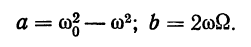 a = ω₀² — ω²; b = 2ωΩ.